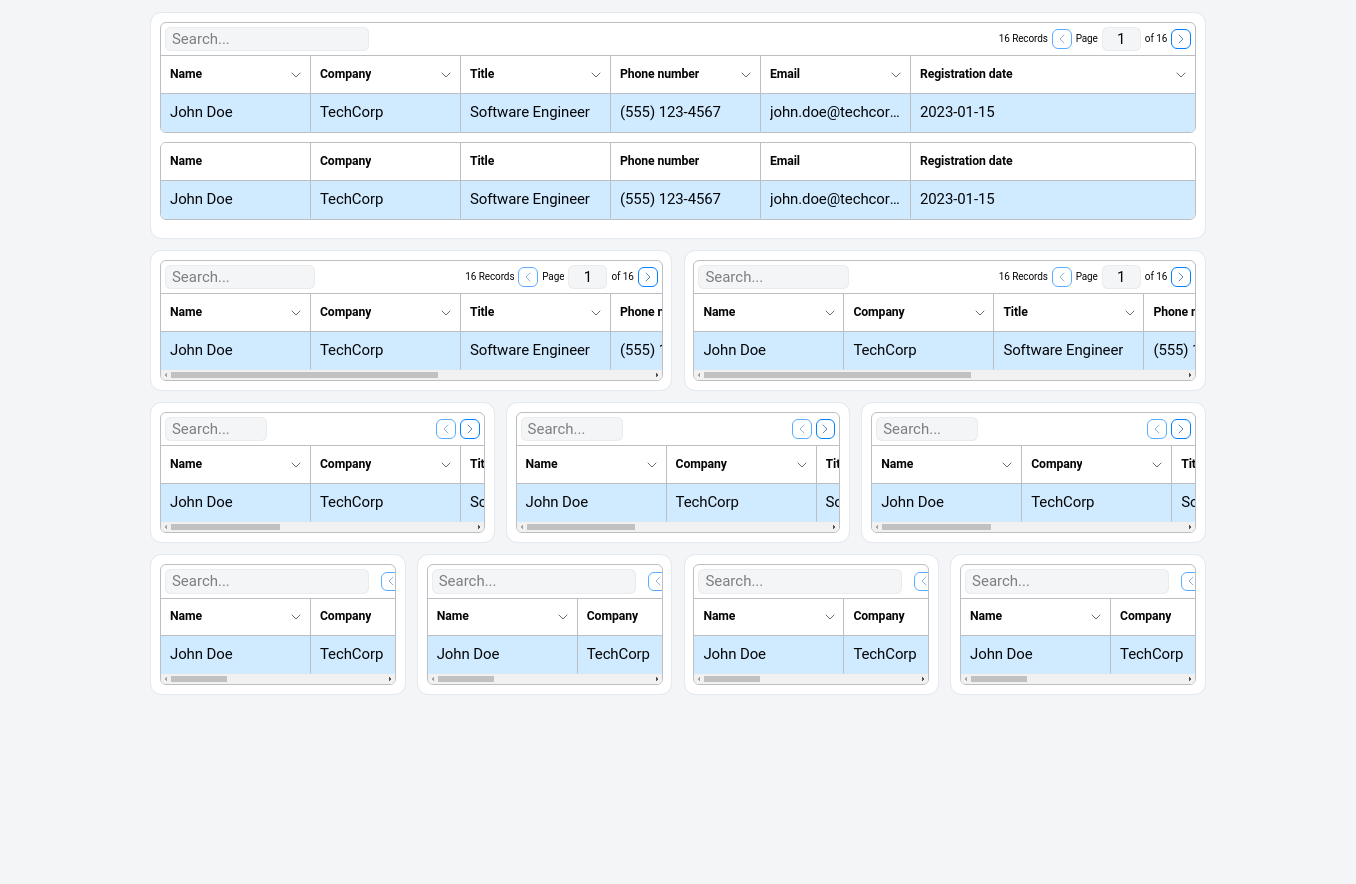 Search... 16 Records Page 1 of 16
Name Company Title Phone number Email Registration date
John Doe TechCorp Software Engineer (555) 123-4567 john.doe@techcor... 2023-01-15
Name Company Title Phone number Email Registration date
John Doe TechCorp Software Engineer (555) 123-4567 john.doe@techcor... 2023-01-15
Search... 16 Records Page 1 of 16
Name Company Title Phone
John Doe TechCorp Software Engineer (555)
Search... 16 Records Page 1 of 16
Name Company Title Phone
John Doe TechCorp Software Engineer (555)
Search...
Name Company Tit
John Doe TechCorp So
Search...
Name Company Tit
John Doe TechCorp So
Search...
Name Company Tit
John Doe TechCorp So
Search...
Name Company
John Doe TechCorp
Search...
Name Company
John Doe TechCorp
Search...
Name Company
John Doe TechCorp
Search...
Name Company
John Doe TechCorp